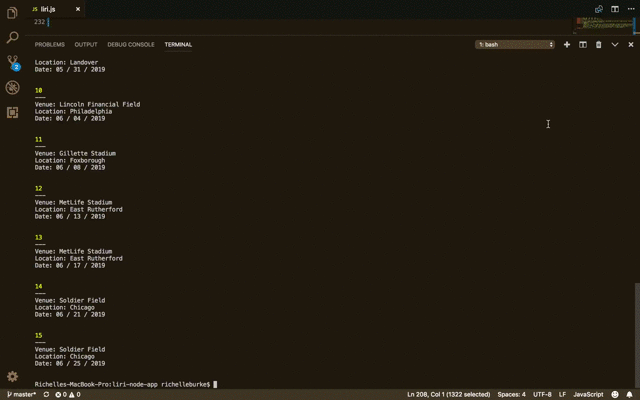 JS liri.js ×
232
PROBLEMS OUTPUT DEBUG CONSOLE TERMINAL 1: bash
2
Location: Landover
Date: 05 / 31 / 2019
10
---
Venue: Lincoln Financial Field
Location: Philadelphia
Date: 06 / 04 / 2019
11
---
Venue: Gillette Stadium
Location: Foxborough
Date: 06 / 08 / 2019
12
---
Venue: MetLife Stadium
Location: East Rutherford
Date: 06 / 13 / 2019
13
---
Venue: MetLife Stadium
Location: East Rutherford
Date: 06 / 17 / 2019
14
---
Venue: Soldier Field
Location: Chicago
Date: 06 / 21 / 2019
15
---
Venue: Soldier Field
Location: Chicago
Date: 06 / 25 / 2019
Richelles-MacBook-Pro:liri-node-app richelleburke$
master* 0 0 Ln 208, Col 1 (1322 selected) Spaces: 4 UTF-8 LF JavaScript